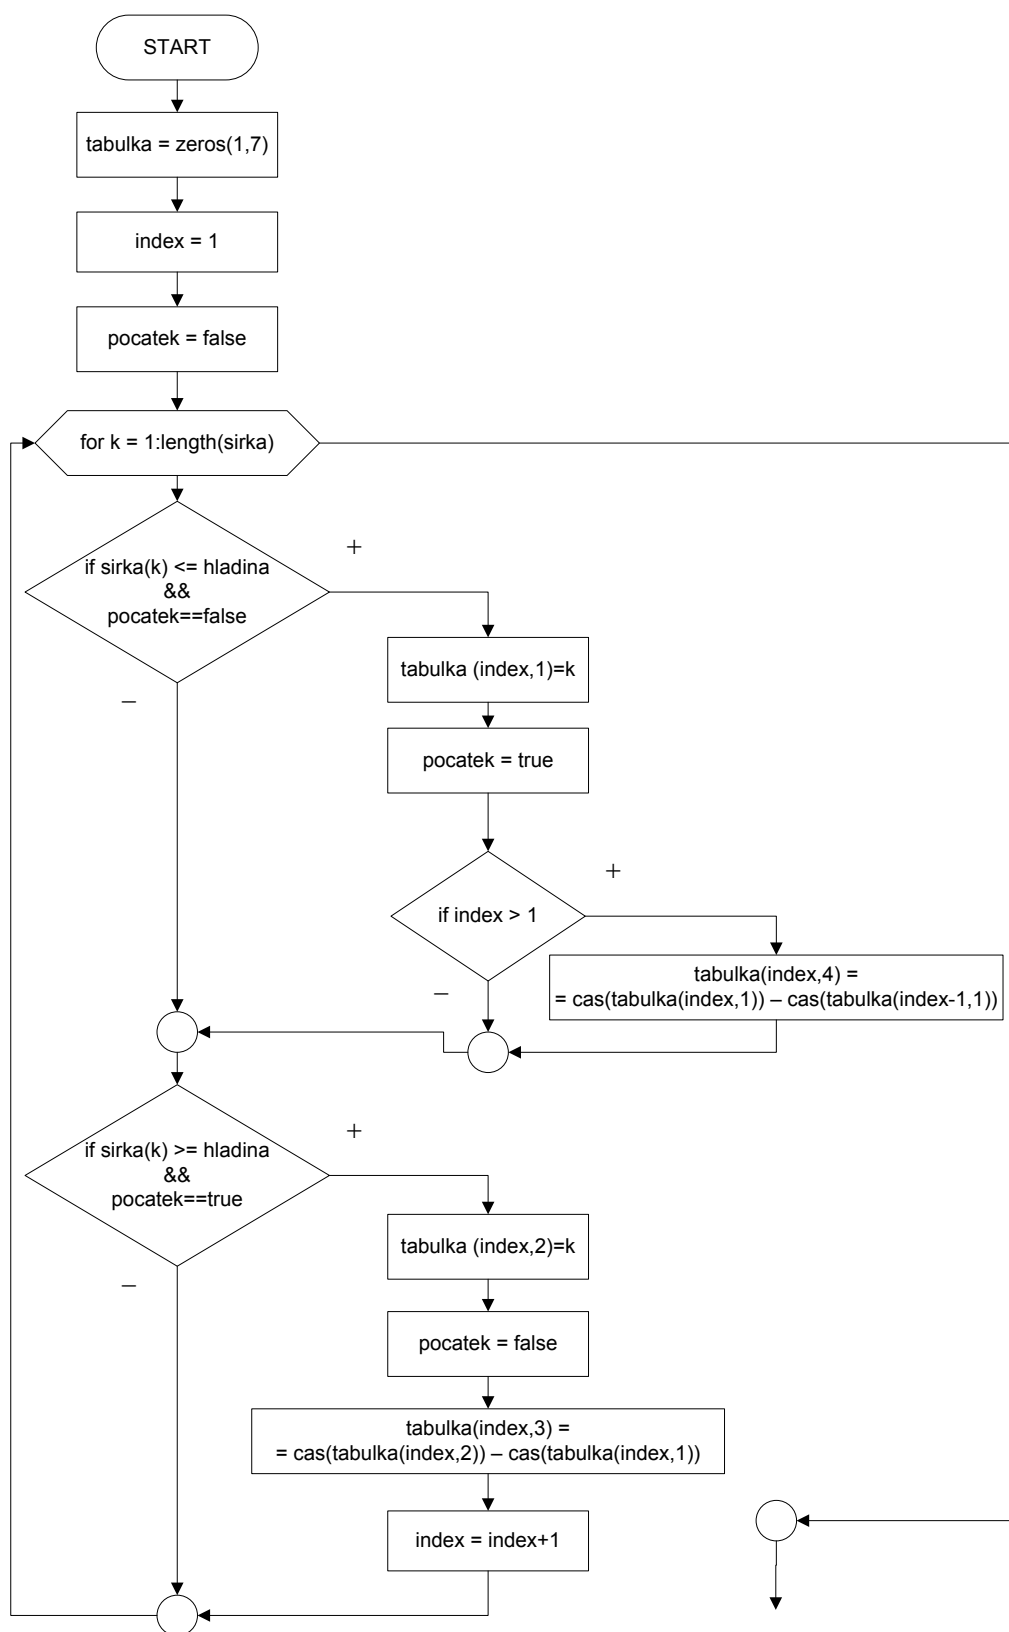 START
tabulka = zeros(1,7)
index = 1
pocatek = false
for k = 1:length(sirka)
if sirka(k) <= hladina
&&
pocatek==false
+
–
tabulka (index,1)=k
pocatek = true
if index > 1
+
–
tabulka(index,4) =
= cas(tabulka(index,1)) – cas(tabulka(index-1,1))
if sirka(k) >= hladina
&&
pocatek==true
+
–
tabulka (index,2)=k
pocatek = false
tabulka(index,3) =
= cas(tabulka(index,2)) – cas(tabulka(index,1))
index = index+1